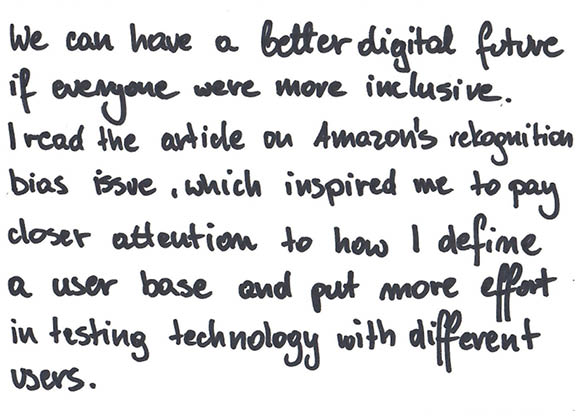 We can have a better digital future
if everyone were more inclusive.
I read the article on Amazon's rekognition
bias issue, which inspired me to pay
closer attention to how I define
a user base and put more effort
in testing technology with different
users.